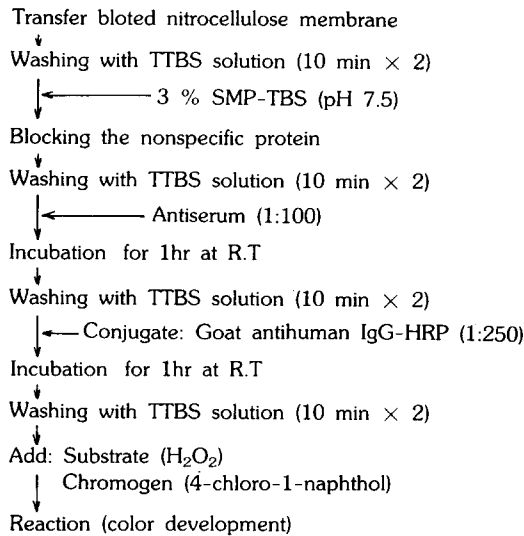 Transfer bloted nitrocellulose membrane
Washing with TTBS solution (10 min × 2)
3 % SMP-TBS (pH 7.5)
Blocking the nonspecific protein
Washing with TTBS solution (10 min × 2)
Antiserum (1:100)
Incubation for 1hr at R.T
Washing with TTBS solution (10 min × 2)
Conjugate: Goat antihuman IgG-HRP (1:250)
Incubation for 1hr at R.T
Washing with TTBS solution (10 min × 2)
Add: Substrate (H₂O₂)
Chromogen (4-chloro-1-naphthol)
Reaction (color development)